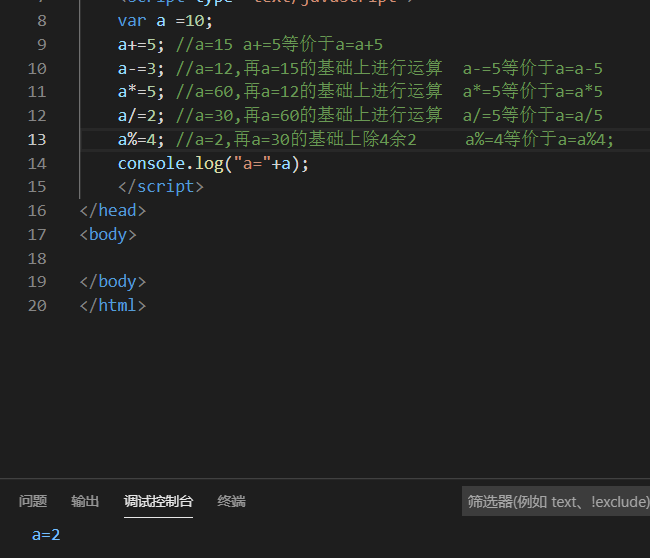 8 var a =10;
9 a+=5; //a=15 a+=5等价于a=a+5
10 a-=3; //a=12,再a=15的基础上进行运算 a-=5等价于a=a-5
11 a*=5; //a=60,再a=12的基础上进行运算 a*=5等价于a=a*5
12 a/=2; //a=30,再a=60的基础上进行运算 a/=5等价于a=a/5
13 a%=4; //a=2,再a=30的基础上除4余2 a%=4等价于a=a%4;
14 console.log("a="+a);
15 </script>
16 </head>
17 <body>
18
19 </body>
20 </html>
问题 输出 调试控制台 终端 筛选器(例如 text、!exclude)
a=2